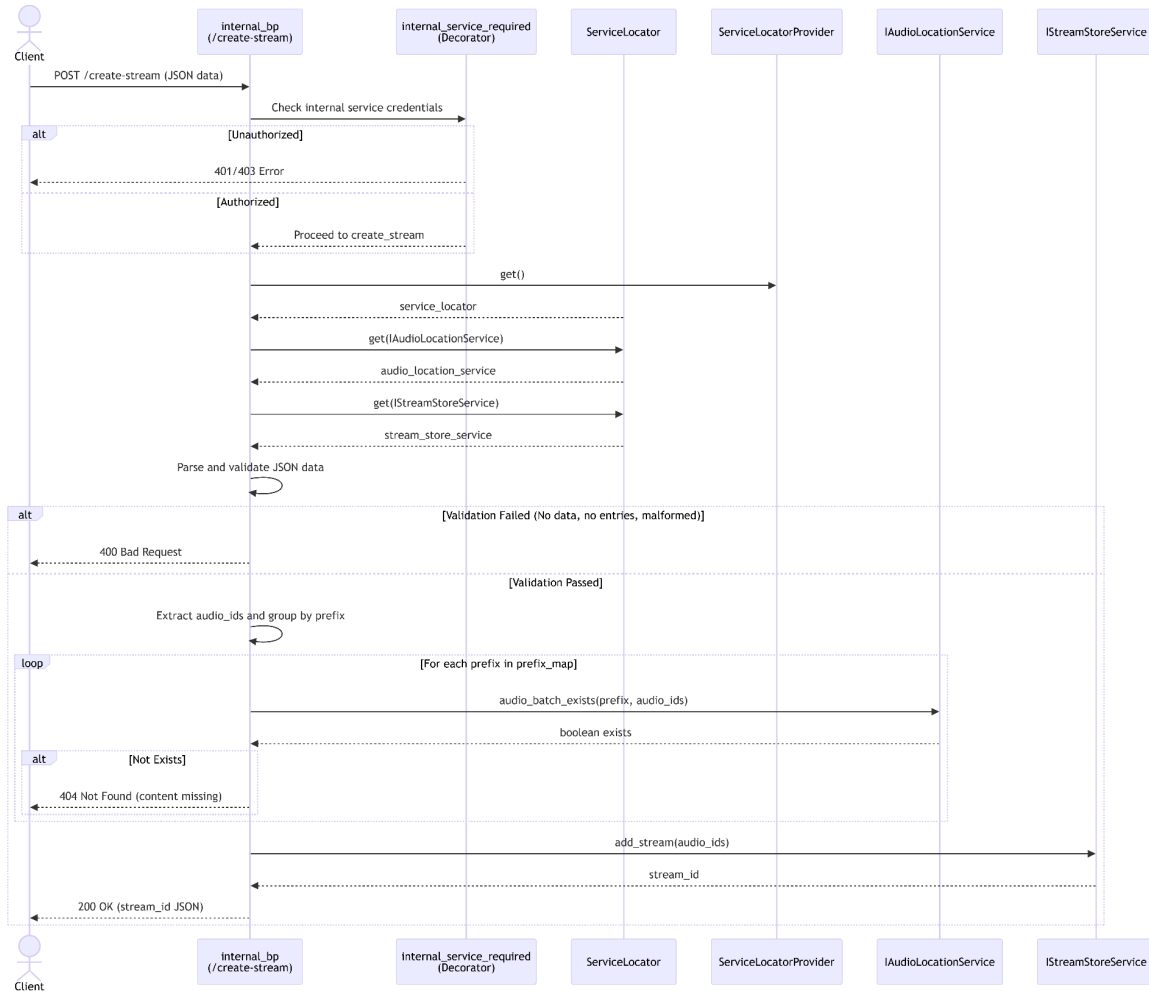 Client
internal_bp
(/create-stream)
internal_service_required
(Decorator)
ServiceLocator
ServiceLocatorProvider
IAudioLocationService
IStreamStoreService
POST /create-stream (JSON data)
Check internal service credentials
alt
[Unauthorized]
401/403 Error
[Authorized]
Proceed to create_stream
get()
service_locator
get(IAudioLocationService)
audio_location_service
get(IStreamStoreService)
stream_store_service
Parse and validate JSON data
alt
[Validation Failed (No data, no entries, malformed)]
400 Bad Request
[Validation Passed]
Extract audio_ids and group by prefix
loop
[For each prefix in prefix_map]
audio_batch_exists(prefix, audio_ids)
boolean exists
alt
[Not Exists]
404 Not Found (content missing)
add_stream(audio_ids)
stream_id
200 OK (stream_id JSON)
Client
internal_bp
(/create-stream)
internal_service_required
(Decorator)
ServiceLocator
ServiceLocatorProvider
IAudioLocationService
IStreamStoreService